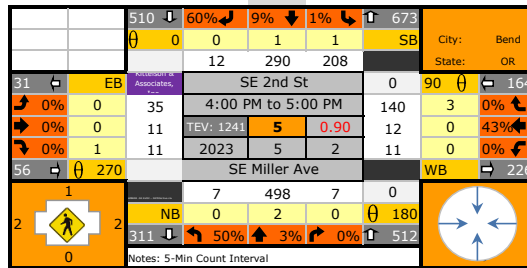 510 60% 9% 1% 673
θ 0 0 1 1 SB City: Bend
12 290 208 State: OR
31 EB Associates, SE 2nd St 0 90 θ 164
0% 0 35 4:00 PM to 5:00 PM 140 3 0%
0% 0 11 TEV: 1241 5 0.90 12 0 43%
0% 1 11 2023 5 2 11 0 0%
56 θ 270 SE Miller Ave WB 226
1 7 498 7 0
2 2 NB 0 2 0 θ 180
0 311 50% 3% 0% 512
Notes: 5-Min Count Interval